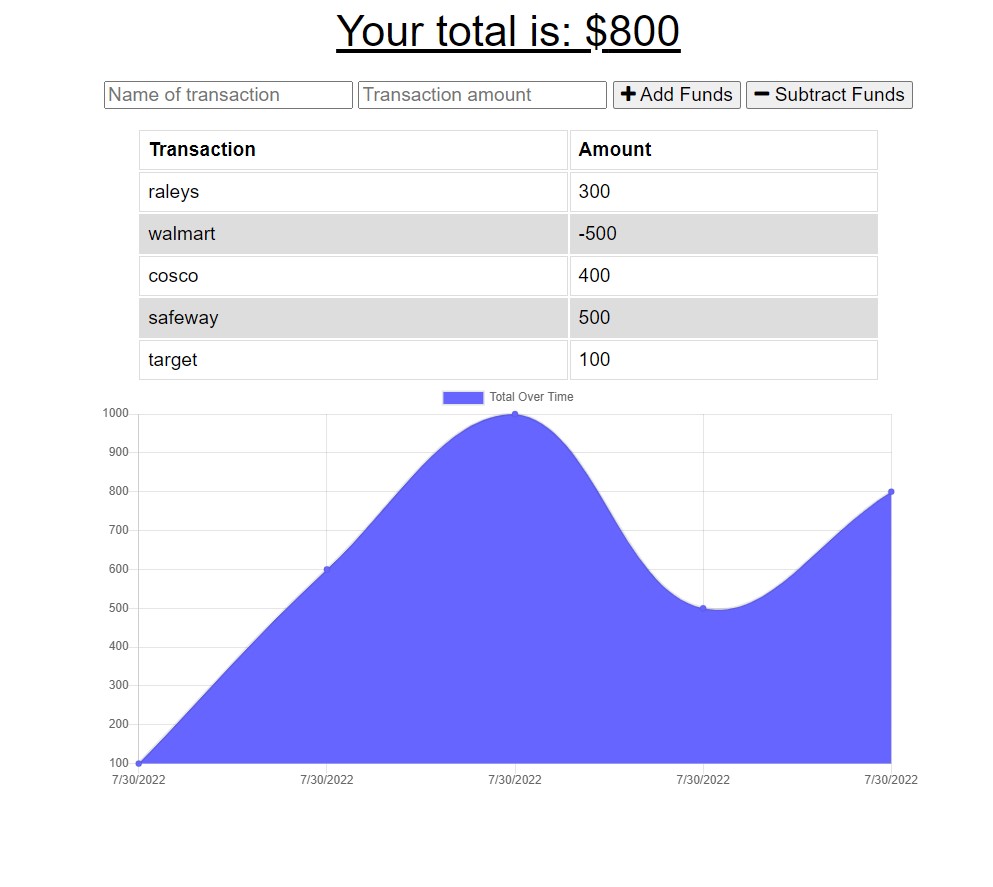 Your total is: $800
Name of transaction Transaction amount + Add Funds − Subtract Funds
Transaction Amount
raleys 300
walmart -500
cosco 400
safeway 500
target 100
Total Over Time
1000
900
800
700
600
500
400
300
200
100
7/30/2022 7/30/2022 7/30/2022 7/30/2022 7/30/2022